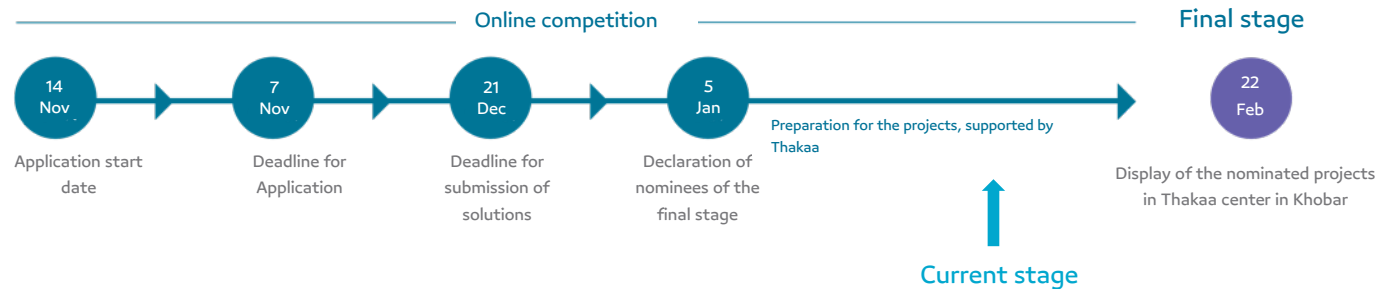 Online competition
Final stage
14
Nov
7
Nov
21
Dec
5
Jan
22
Feb
Preparation for the projects, supported by
Thakaa
Application start
date
Deadline for
Application
Deadline for
submission of
solutions
Declaration of
nominees of the
final stage
Display of the nominated projects
in Thakaa center in Khobar
Current stage